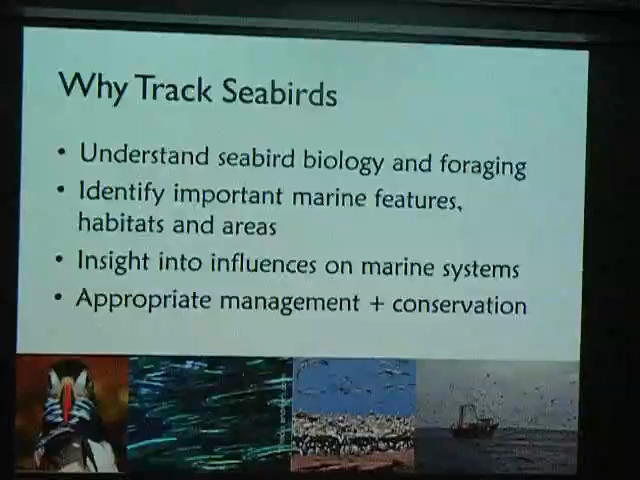 Why Track Seabirds
• Understand seabird biology and foraging
• Identify important marine features,
habitats and areas
• Insight into influences on marine systems
• Appropriate management + conservation